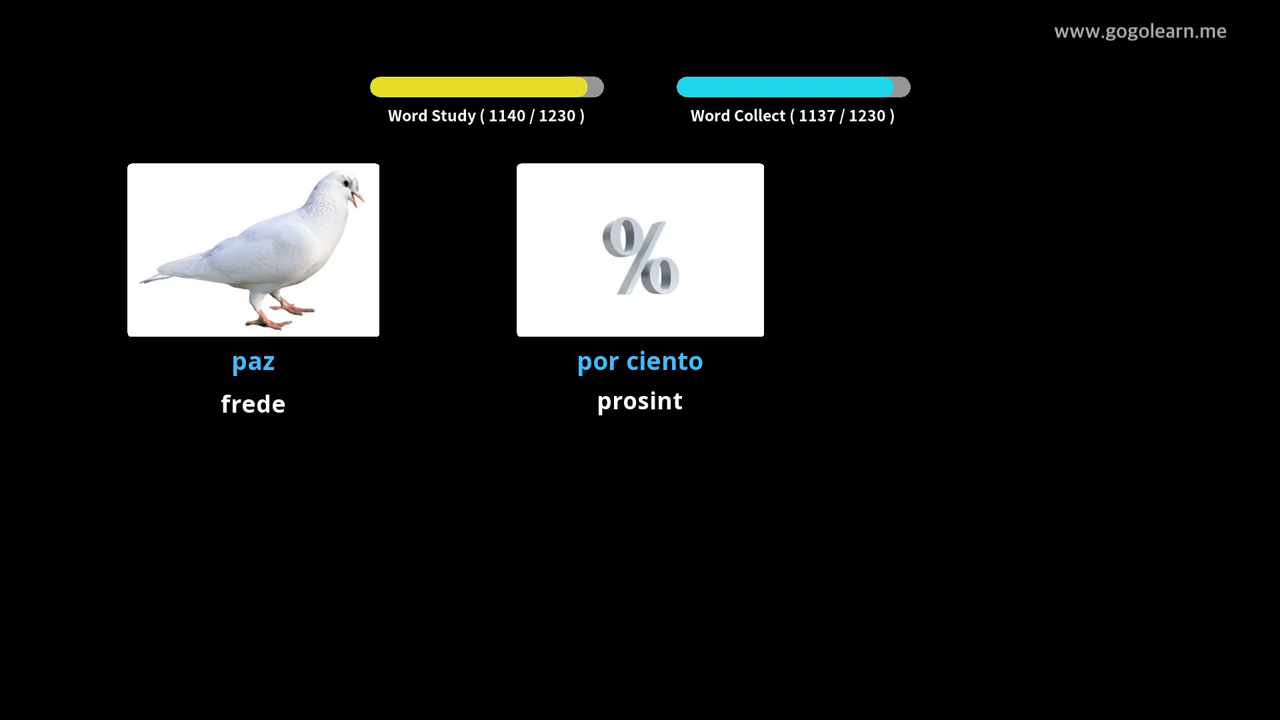 www.gogolearn.me
Word Study ( 1140 / 1230 )
Word Collect ( 1137 / 1230 )
%
paz
por ciento
frede
prosint